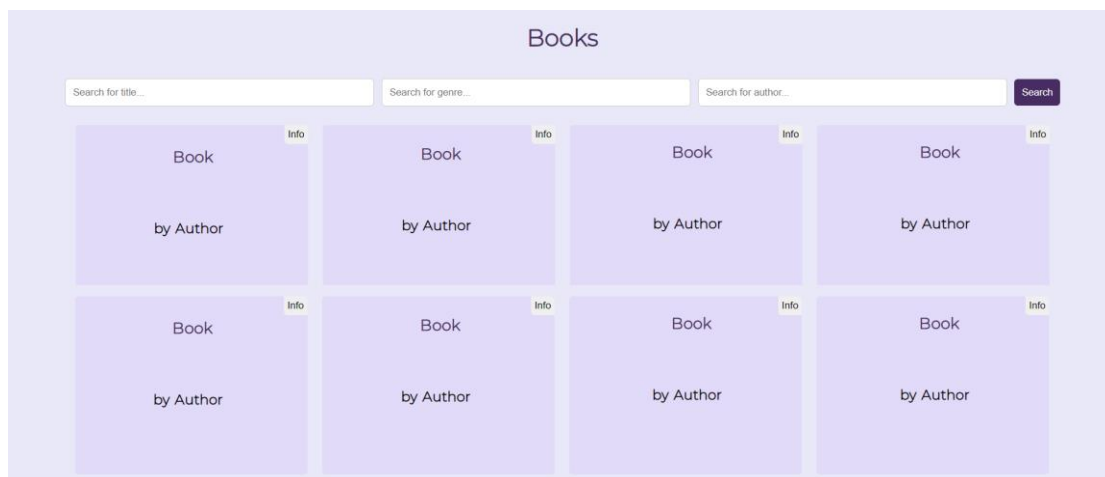 Books
Search for title...
Search for genre...
Search for author...
Search
Info
Info
Info
Info
Book
Book
Book
Book
by Author
by Author
by Author
by Author
Info
Info
Info
Info
Book
Book
Book
Book
by Author
by Author
by Author
by Author